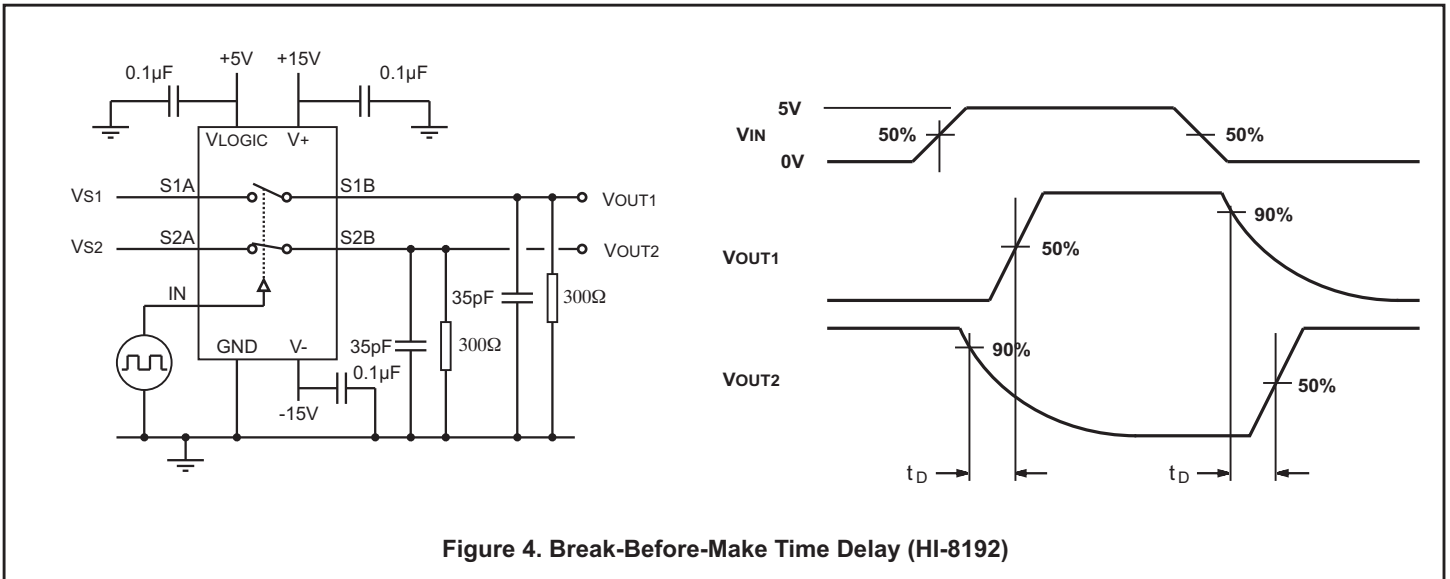 +5V
+15V
0.1µF
0.1µF
VLOGIC
V+
VS1
S1A
S1B
VOUT1
VS2
S2A
S2B
VOUT2
IN
35pF
300Ω
GND
V-
35pF
300Ω
0.1µF
-15V
5V
VIN
50%
50%
0V
90%
VOUT1
50%
90%
VOUT2
50%
tD
tD
Figure 4. Break-Before-Make Time Delay (HI-8192)